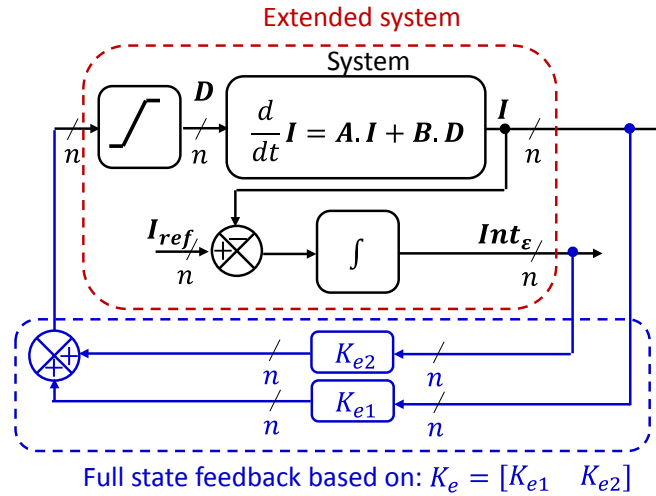 Extended system
System
D
I
d/dt I = A.I + B.D
n
n
n
I_ref
−
∫
Int_ε
n
n
+
+
K_e2
n
n
K_e1
n
n
Full state feedback based on: K_e = [K_e1 K_e2]